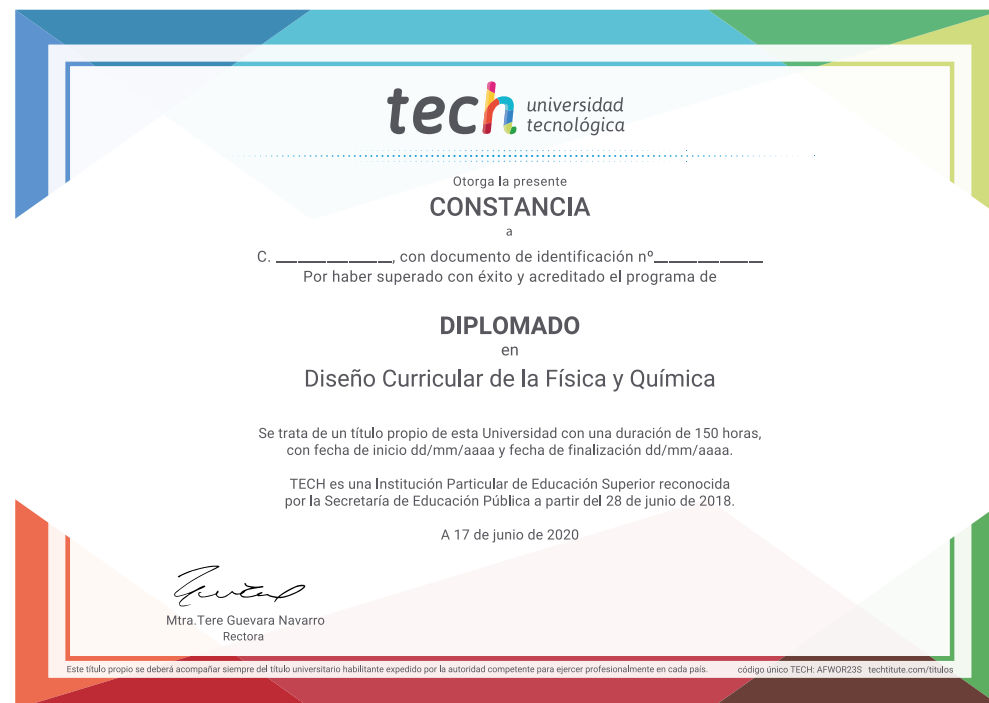 tech universidad
tecnológica
Otorga la presente
CONSTANCIA
a
C. ______________, con documento de identificación nº_____________
Por haber superado con éxito y acreditado el programa de
DIPLOMADO
en
Diseño Curricular de la Física y Química
Se trata de un título propio de esta Universidad con una duración de 150 horas,
con fecha de inicio dd/mm/aaaa y fecha de finalización dd/mm/aaaa.
TECH es una Institución Particular de Educación Superior reconocida
por la Secretaría de Educación Pública a partir del 28 de junio de 2018.
A 17 de junio de 2020
Mtra.Tere Guevara Navarro
Rectora
Este título propio se deberá acompañar siempre del título universitario habilitante expedido por la autoridad competente para ejercer profesionalmente en cada país. código único TECH: AFWOR23S techtitute.com/titulos